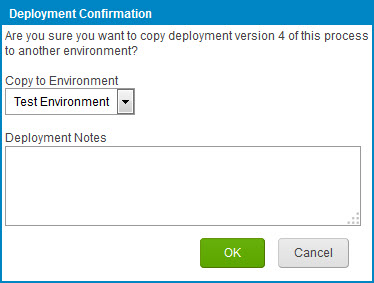 Deployment Confirmation
Are you sure you want to copy deployment version 4 of this process
to another environment?
Copy to Environment
Test Environment
Deployment Notes
OK
Cancel